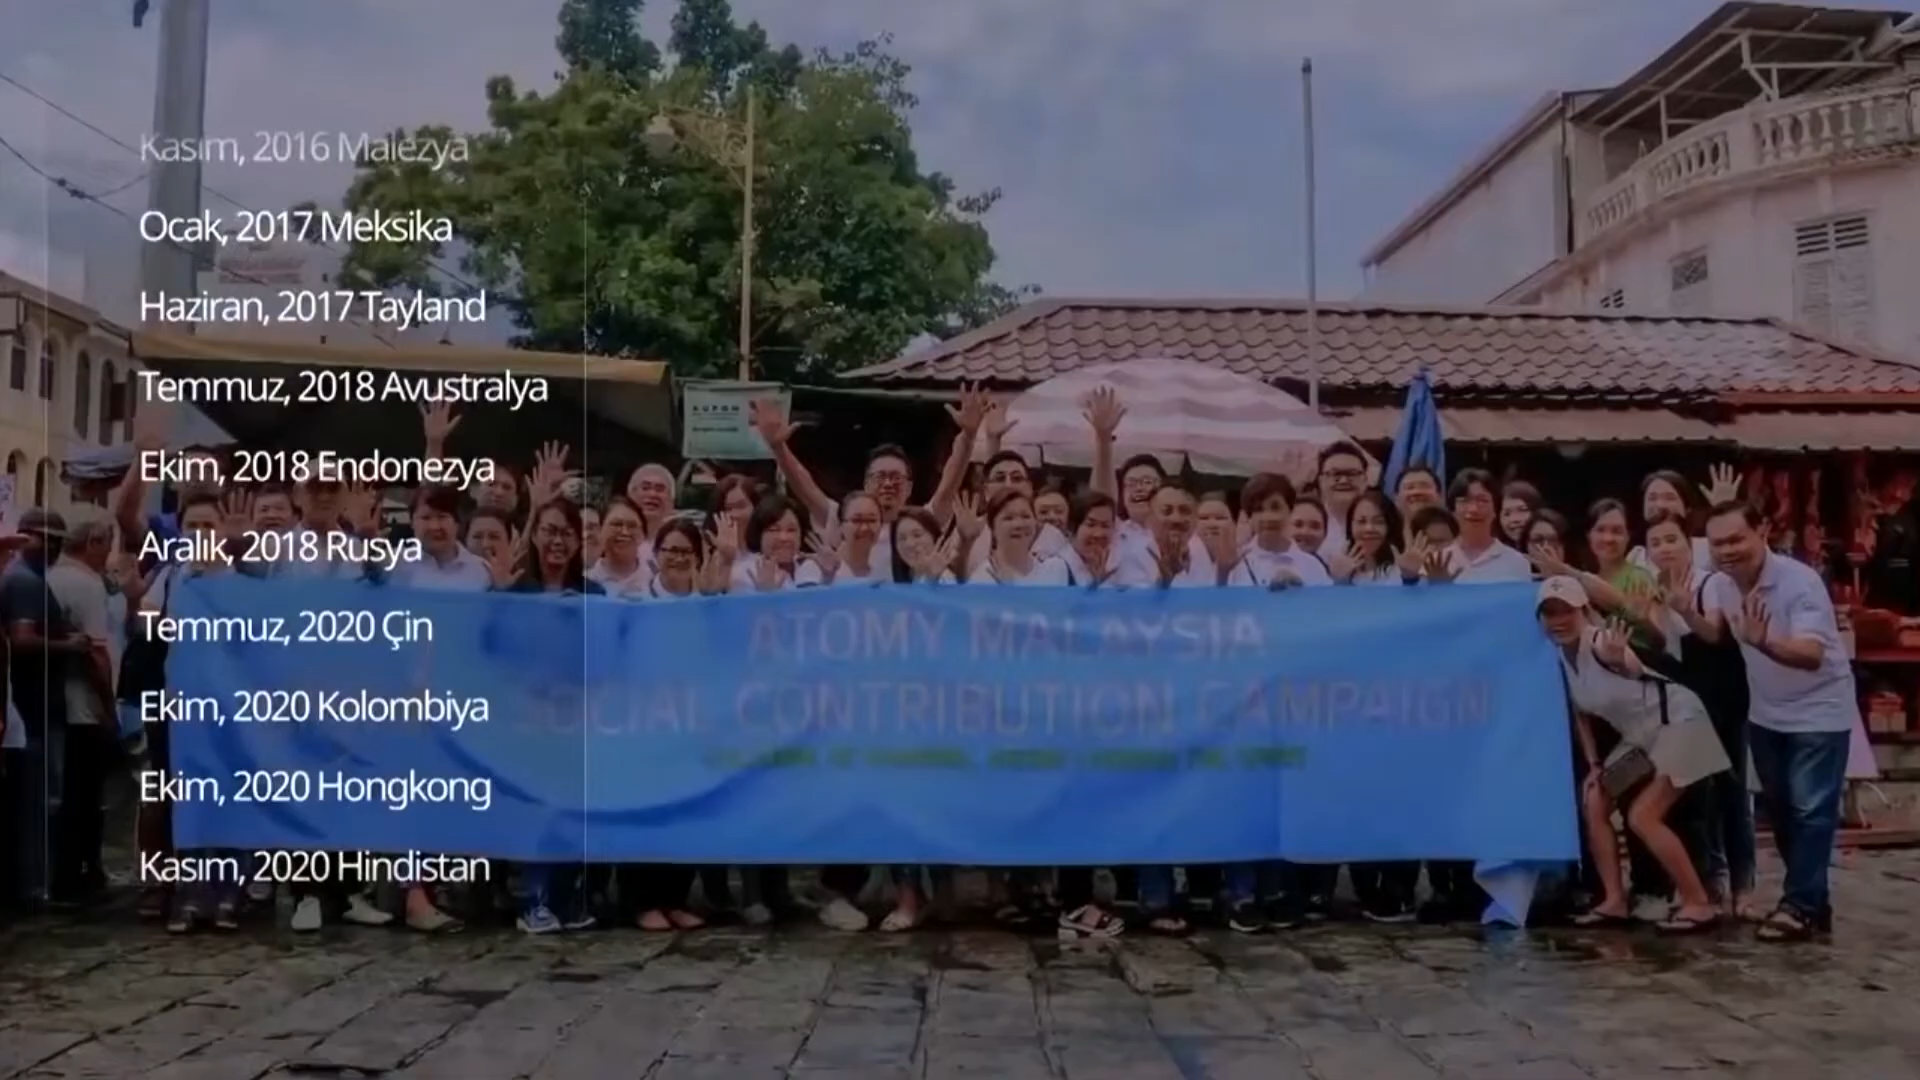 Kasım, 2016 Malezya
Ocak, 2017 Meksika
Haziran, 2017 Tayland
Temmuz, 2018 Avustralya
Ekim, 2018 Endonezya
Aralık, 2018 Rusya
Temmuz, 2020 Çin
Ekim, 2020 Kolombiya
Ekim, 2020 Hongkong
Kasım, 2020 Hindistan
ATOMY MALAYSIA
SOCIAL CONTRIBUTION CAMPAIGN